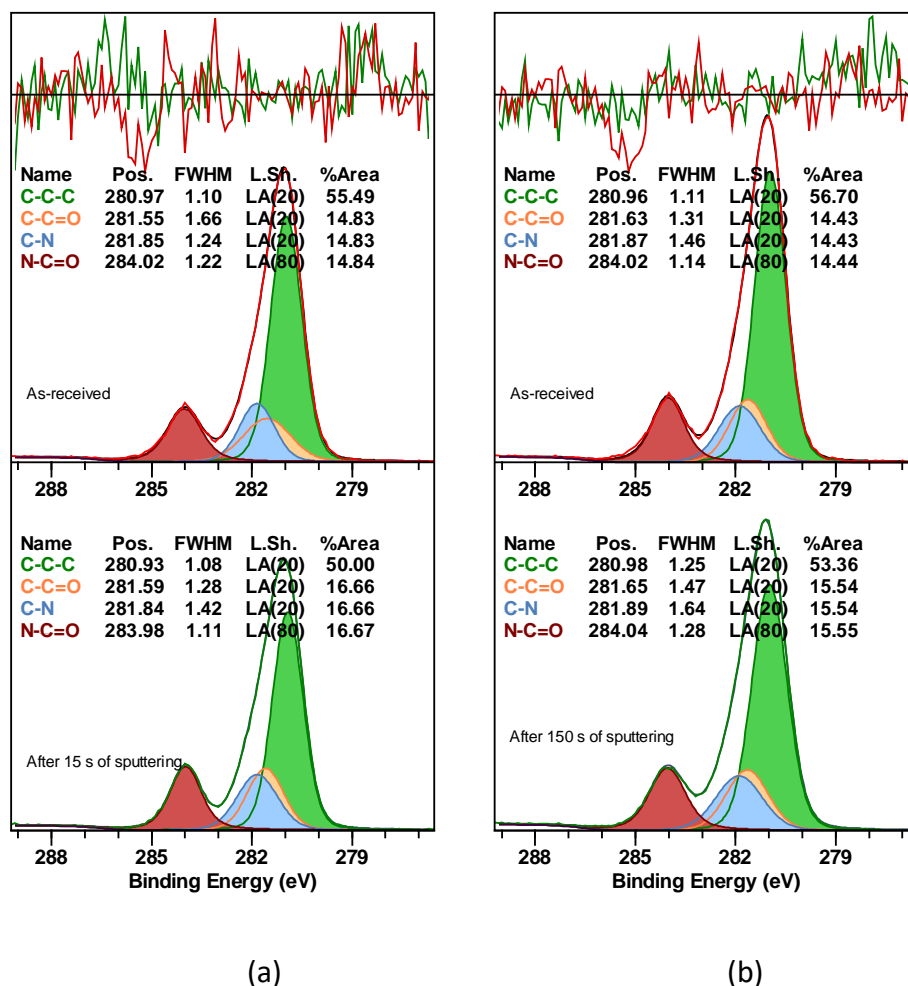 Name Pos. FWHM L.Sh. %Area
C-C-C 280.97 1.10 LA(20) 55.49
C-C=O 281.55 1.66 LA(20) 14.83
C-N 281.85 1.24 LA(20) 14.83
N-C=O 284.02 1.22 LA(80) 14.84
As-received
288 285 282 279
Name Pos. FWHM L.Sh. %Area
C-C-C 280.93 1.08 LA(20) 50.00
C-C=O 281.59 1.28 LA(20) 16.66
C-N 281.84 1.42 LA(20) 16.66
N-C=O 283.98 1.11 LA(80) 16.67
After 15 s of sputtering
288 285 282 279
Binding Energy (eV)
(a)
Name Pos. FWHM L.Sh. %Area
C-C-C 280.96 1.11 LA(20) 56.70
C-C=O 281.63 1.31 LA(20) 14.43
C-N 281.87 1.46 LA(20) 14.43
N-C=O 284.02 1.14 LA(80) 14.44
As-received
288 285 282 279
Name Pos. FWHM L.Sh. %Area
C-C-C 280.98 1.25 LA(20) 53.36
C-C=O 281.65 1.47 LA(20) 15.54
C-N 281.89 1.64 LA(20) 15.54
N-C=O 284.04 1.28 LA(80) 15.55
After 150 s of sputtering
288 285 282 279
Binding Energy (eV)
(b)